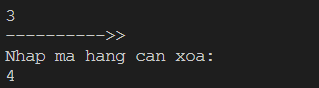 3
---------->>
Nhap ma hang can xoa:
4